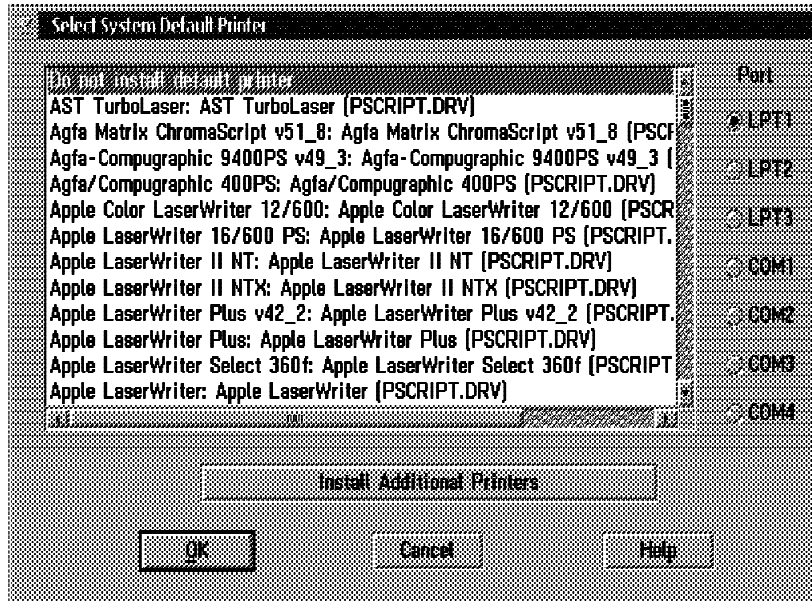 Select System Default Printer
Do not install default printer
AST TurboLaser: AST TurboLaser (PSCRIPT.DRV)
Agfa Matrix ChromaScript v51_8: Agfa Matrix ChromaScript v51_8 (PSCF
Agfa-Compugraphic 9400PS v49_3: Agfa-Compugraphic 9400PS v49_3 (
Agfa/Compugraphic 400PS: Agfa/Compugraphic 400PS (PSCRIPT.DRV)
Apple Color LaserWriter 12/600: Apple Color LaserWriter 12/600 (PSCR
Apple LaserWriter 16/600 PS: Apple LaserWriter 16/600 PS (PSCRIPT.
Apple LaserWriter II NT: Apple LaserWriter II NT (PSCRIPT.DRV)
Apple LaserWriter II NTX: Apple LaserWriter II NTX (PSCRIPT.DRV)
Apple LaserWriter Plus v42_2: Apple LaserWriter Plus v42_2 (PSCRIPT.
Apple LaserWriter Plus: Apple LaserWriter Plus (PSCRIPT.DRV)
Apple LaserWriter Select 360f: Apple LaserWriter Select 360f (PSCRIPT
Apple LaserWriter: Apple LaserWriter (PSCRIPT.DRV)
Port
LPT1
LPT2
LPT3
COM1
COM2
COM3
COM4
Install Additional Printers
OK
Cancel
Help